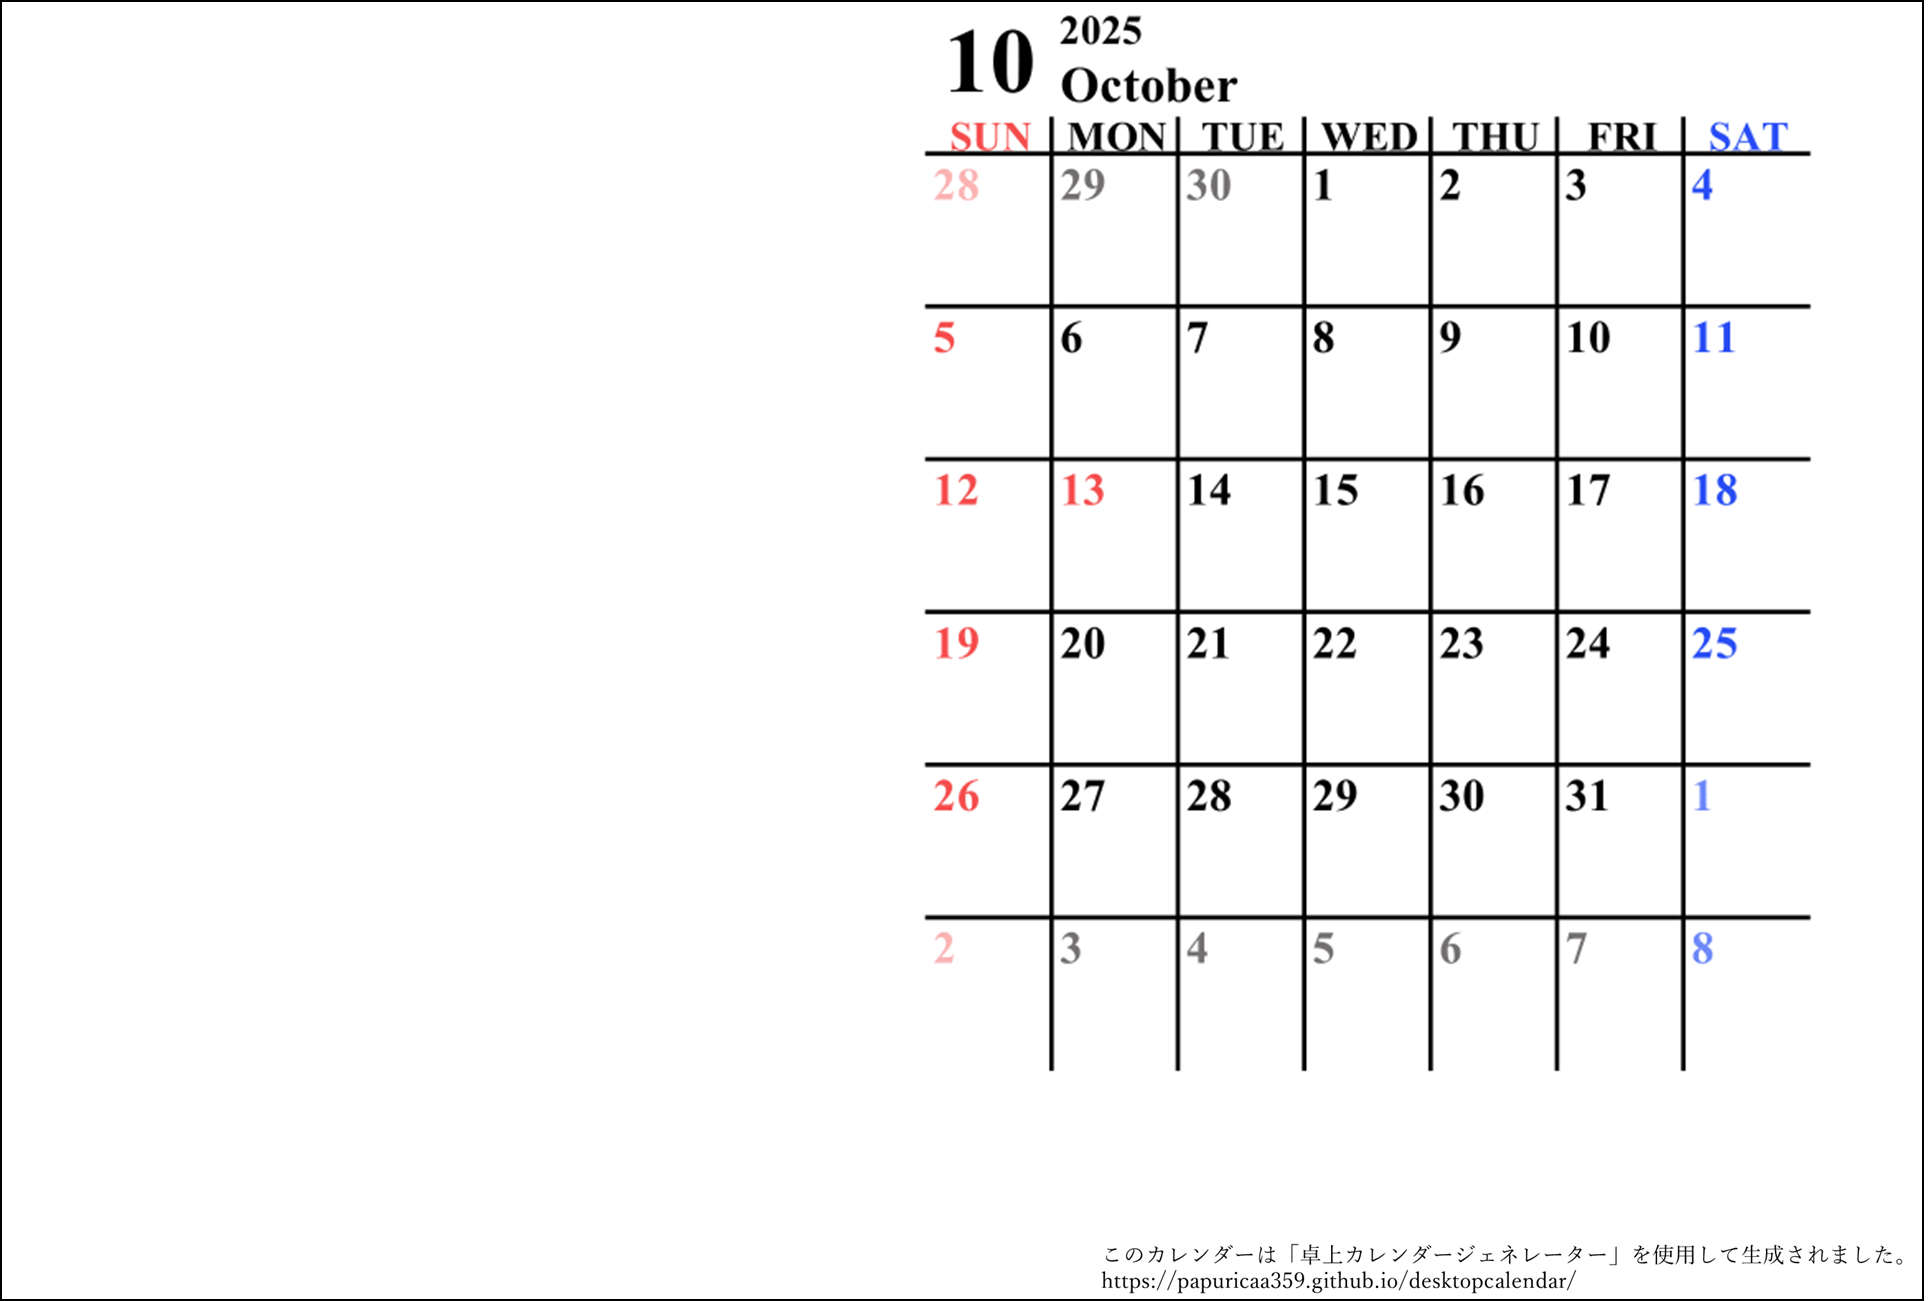 10
2025
October
SUN MON TUE WED THU FRI SAT
28 29 30 1 2 3 4
5 6 7 8 9 10 11
12 13 14 15 16 17 18
19 20 21 22 23 24 25
26 27 28 29 30 31 1
2 3 4 5 6 7 8
このカレンダーは「卓上カレンダージェネレーター」を使用して生成されました。
https://papuricaa359.github.io/desktopcalendar/